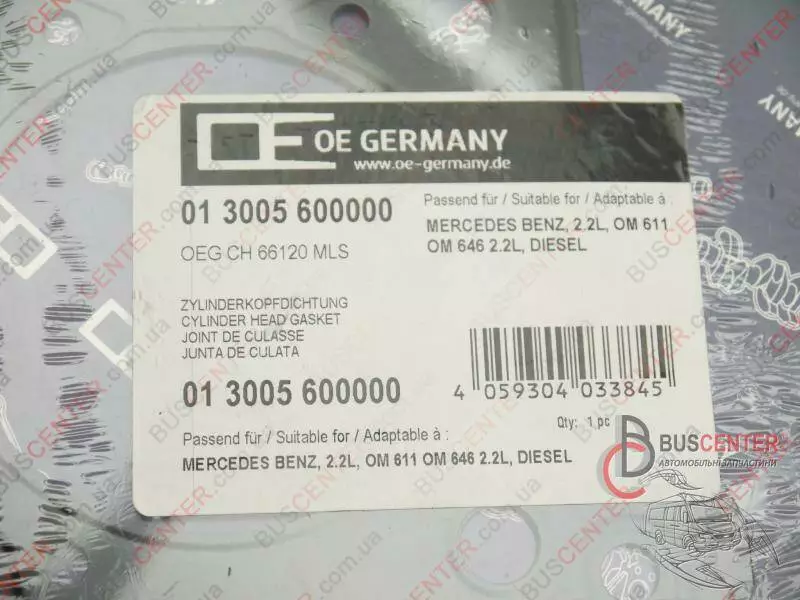 OE GERMANY
www.oe-germany.de
01 3005 600000
OEG CH 66120 MLS
Passend für / Suitable for / Adaptable à :
MERCEDES BENZ, 2.2L, OM 611
OM 646 2.2L, DIESEL
ZYLINDERKOPFDICHTUNG
CYLINDER HEAD GASKET
JOINT DE CULASSE
JUNTA DE CULATA
01 3005 600000
4 059304 033845
Qty: 1 pc
Passend für / Suitable for / Adaptable à :
MERCEDES BENZ, 2.2L, OM 611 OM 646 2.2L, DIESEL
BUSCENTER
АВТОМОБІЛЬНІ ЗАПЧАСТИНИ
GERMANY
BUSCENTER.com.ua